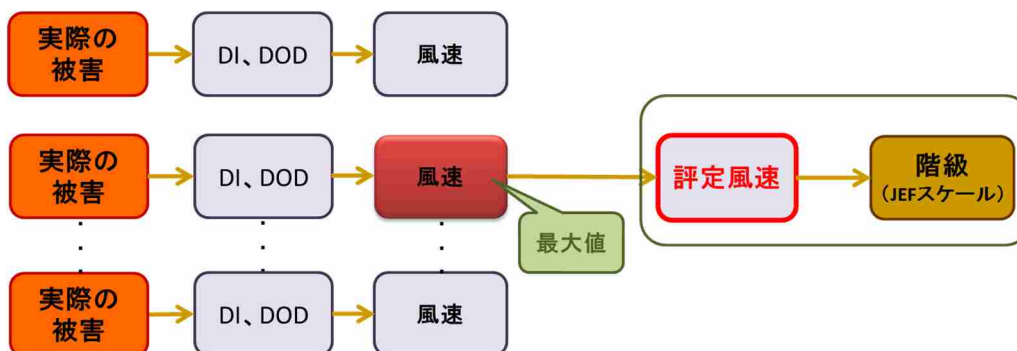 実際の
被害
DI、DOD
風速
実際の
被害
DI、DOD
風速
最大値
評定風速
階級
（JEFスケール）
実際の
被害
DI、DOD
風速